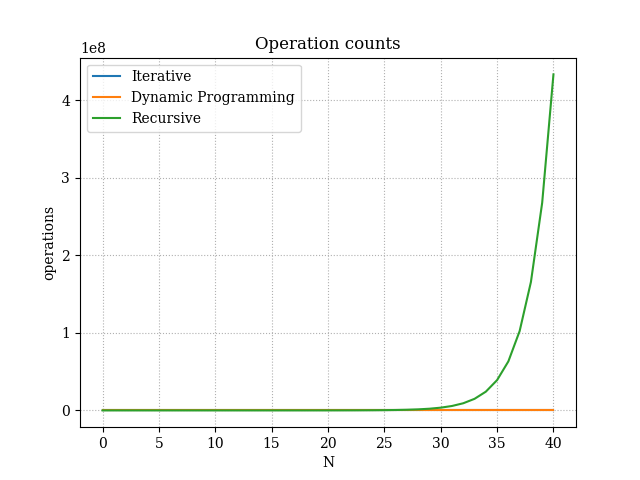 Operation counts
1e8
Iterative
Dynamic Programming
Recursive
4
3
2
1
0
operations
0 5 10 15 20 25 30 35 40
N